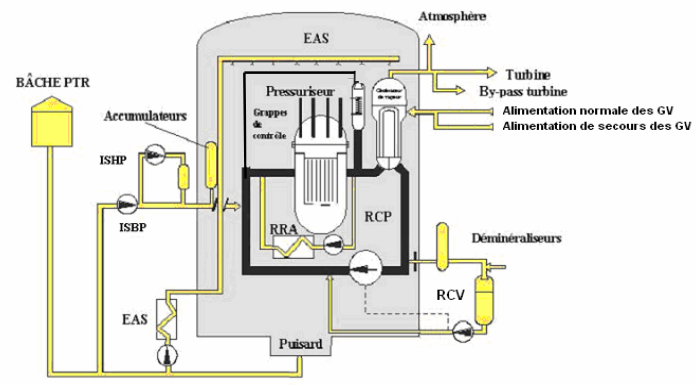 Atmosphère
EAS
Turbine
By-pass turbine
BÂCHE PTR
Pressuriseur
Générateur
de vapeur
Accumulateurs
Grappes
de
contrôle
Alimentation normale des GV
Alimentation de secours des GV
ISHP
ISBP
RCP
RRA
Déminéraliseurs
RCV
EAS
Puisard